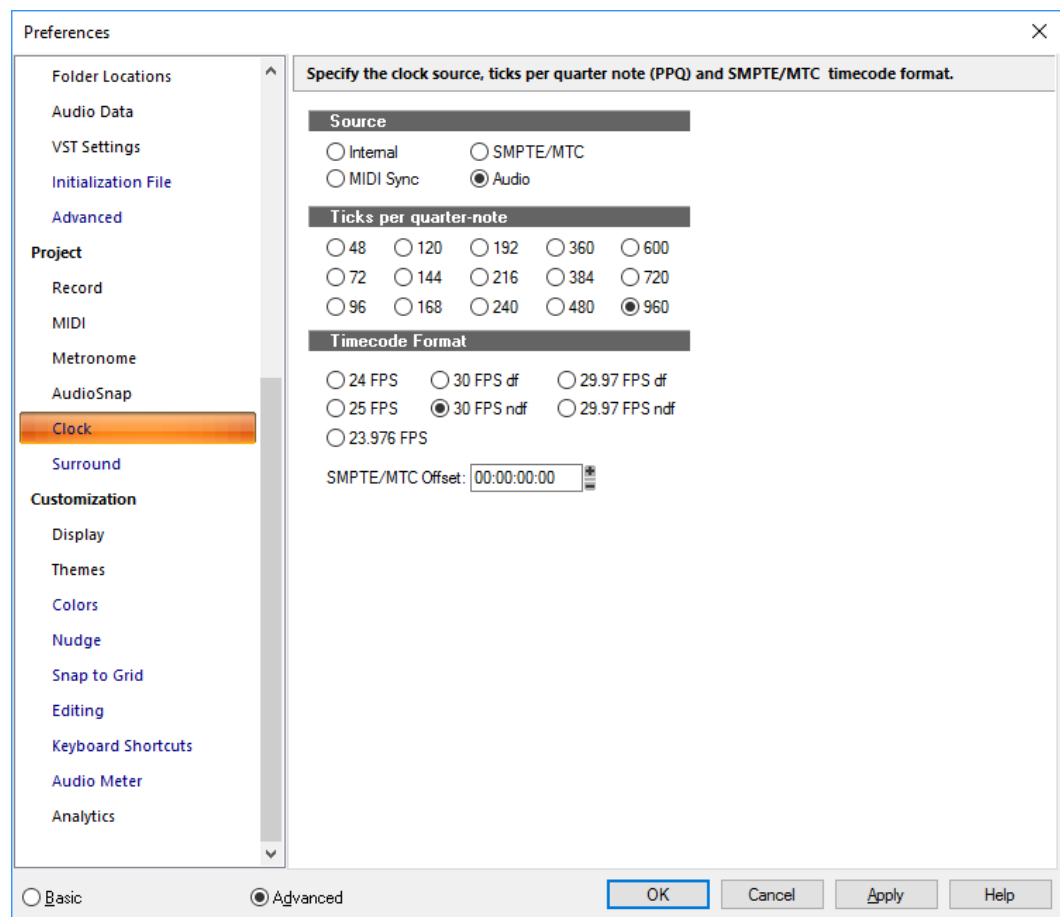 Preferences
Folder Locations
Audio Data
VST Settings
Initialization File
Advanced
Project
Record
MIDI
Metronome
AudioSnap
Clock
Surround
Customization
Display
Themes
Colors
Nudge
Snap to Grid
Editing
Keyboard Shortcuts
Audio Meter
Analytics
Specify the clock source, ticks per quarter note (PPQ) and SMPTE/MTC timecode format.
Source
Internal SMPTE/MTC
MIDI Sync Audio
Ticks per quarter-note
48 120 192 360 600
72 144 216 384 720
96 168 240 480 960
Timecode Format
24 FPS 30 FPS df 29.97 FPS df
25 FPS 30 FPS ndf 29.97 FPS ndf
23.976 FPS
SMPTE/MTC Offset: 00:00:00:00
Basic Advanced OK Cancel Apply Help